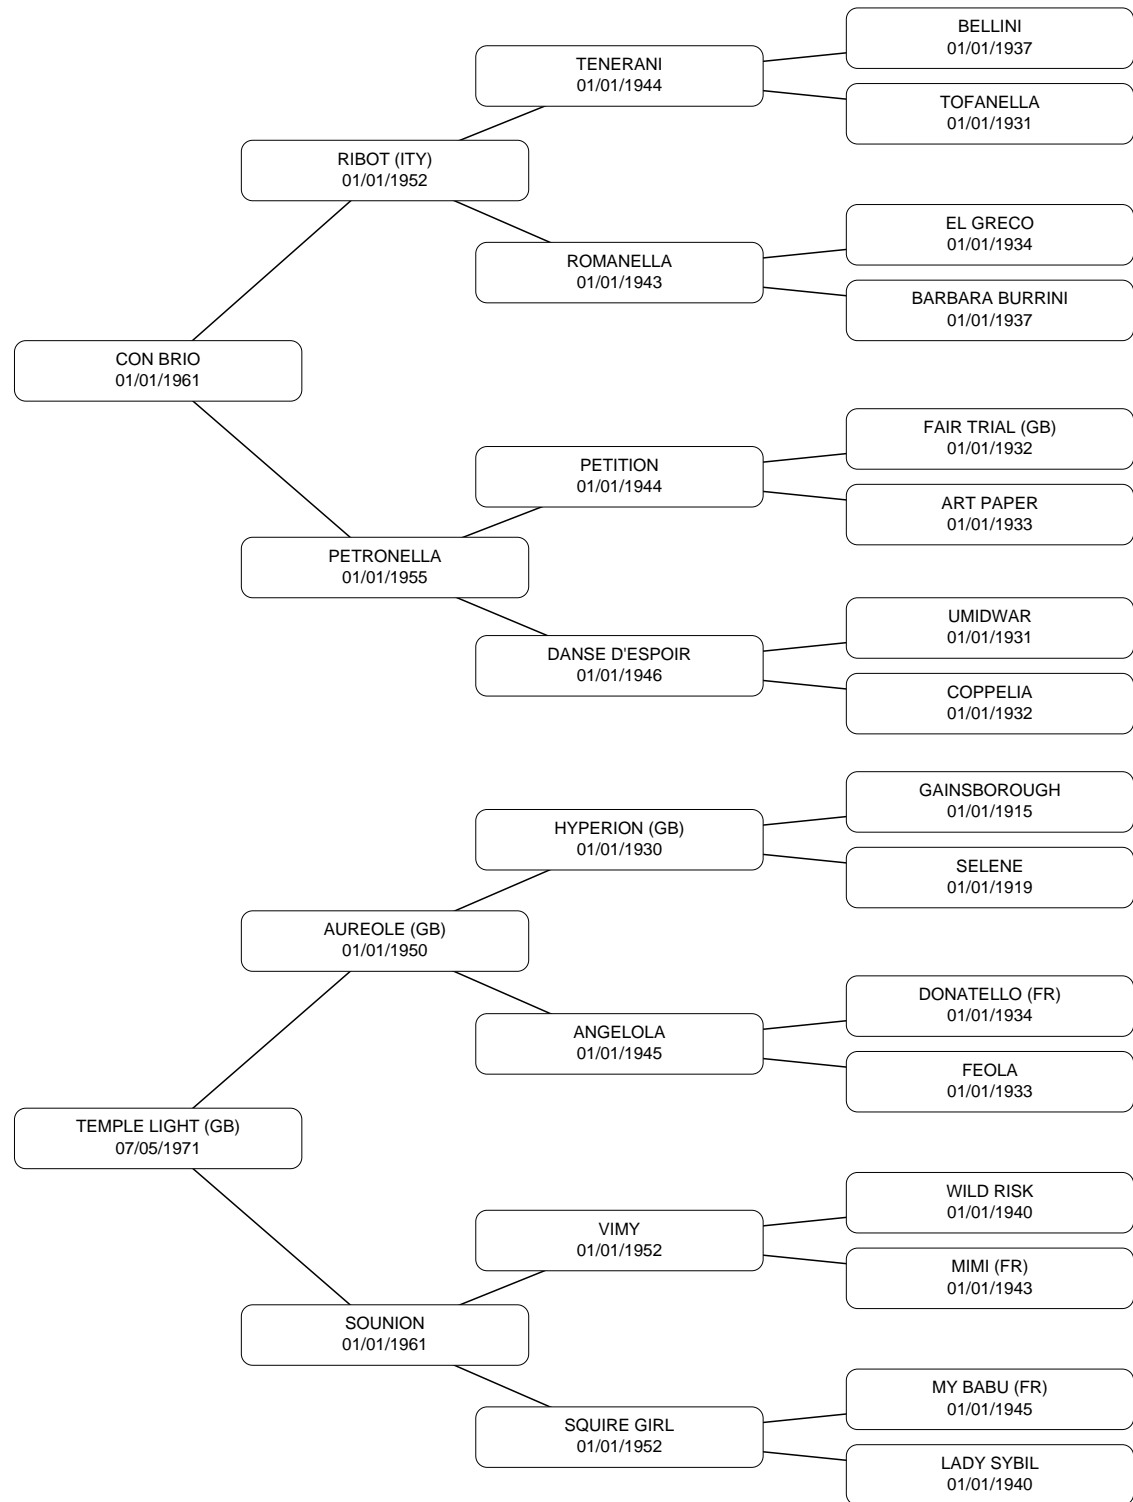 BELLINI
01/01/1937
TENERANI
01/01/1944
TOFANELLA
01/01/1931
RIBOT (ITY)
01/01/1952
EL GRECO
01/01/1934
ROMANELLA
01/01/1943
BARBARA BURRINI
01/01/1937
CON BRIO
01/01/1961
FAIR TRIAL (GB)
01/01/1932
PETITION
01/01/1944
ART PAPER
01/01/1933
PETRONELLA
01/01/1955
UMIDWAR
01/01/1931
DANSE D'ESPOIR
01/01/1946
COPPELIA
01/01/1932
GAINSBOROUGH
01/01/1915
HYPERION (GB)
01/01/1930
SELENE
01/01/1919
AUREOLE (GB)
01/01/1950
DONATELLO (FR)
01/01/1934
ANGELOLA
01/01/1945
FEOLA
01/01/1933
TEMPLE LIGHT (GB)
07/05/1971
WILD RISK
01/01/1940
VIMY
01/01/1952
MIMI (FR)
01/01/1943
SOUNION
01/01/1961
MY BABU (FR)
01/01/1945
SQUIRE GIRL
01/01/1952
LADY SYBIL
01/01/1940